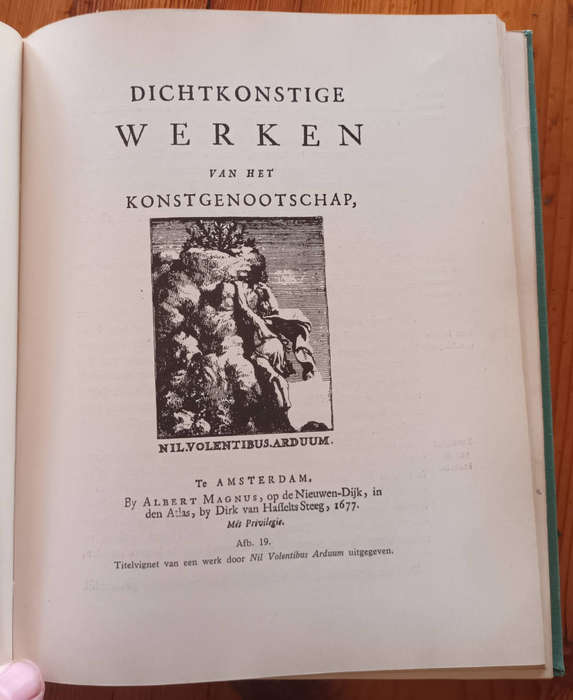 DICHTKONSTIGE
WERKEN
VAN HET
KONSTGENOOTSCHAP,
NIL.VOLENTIBUS.ARDUUM.
Te AMSTERDAM,
By ALBERT MAGNUS, op de Nieuwen-Dijk, in
den Atlas, by Dirk van Hasselts Steeg, 1677.
Mét Privilegie.
Afb. 19.
Titelvignet van een werk door Nil Volentibus Arduum uitgegeven.